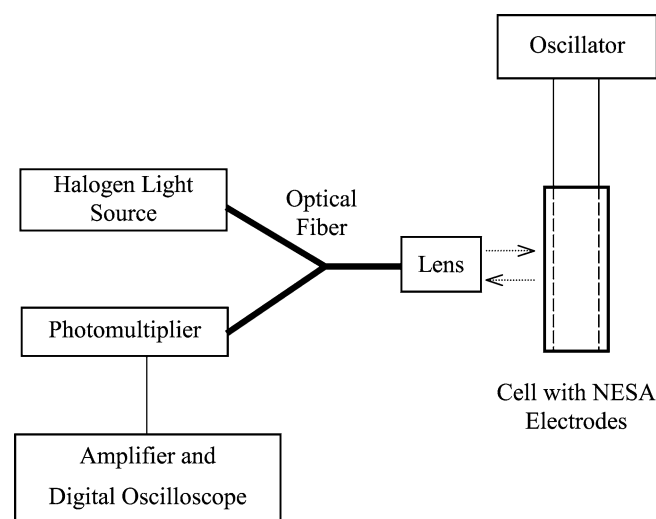 Oscillator
Halogen Light
Source
Optical
Fiber
Lens
Photomultiplier
Cell with NESA
Electrodes
Amplifier and
Digital Oscilloscope